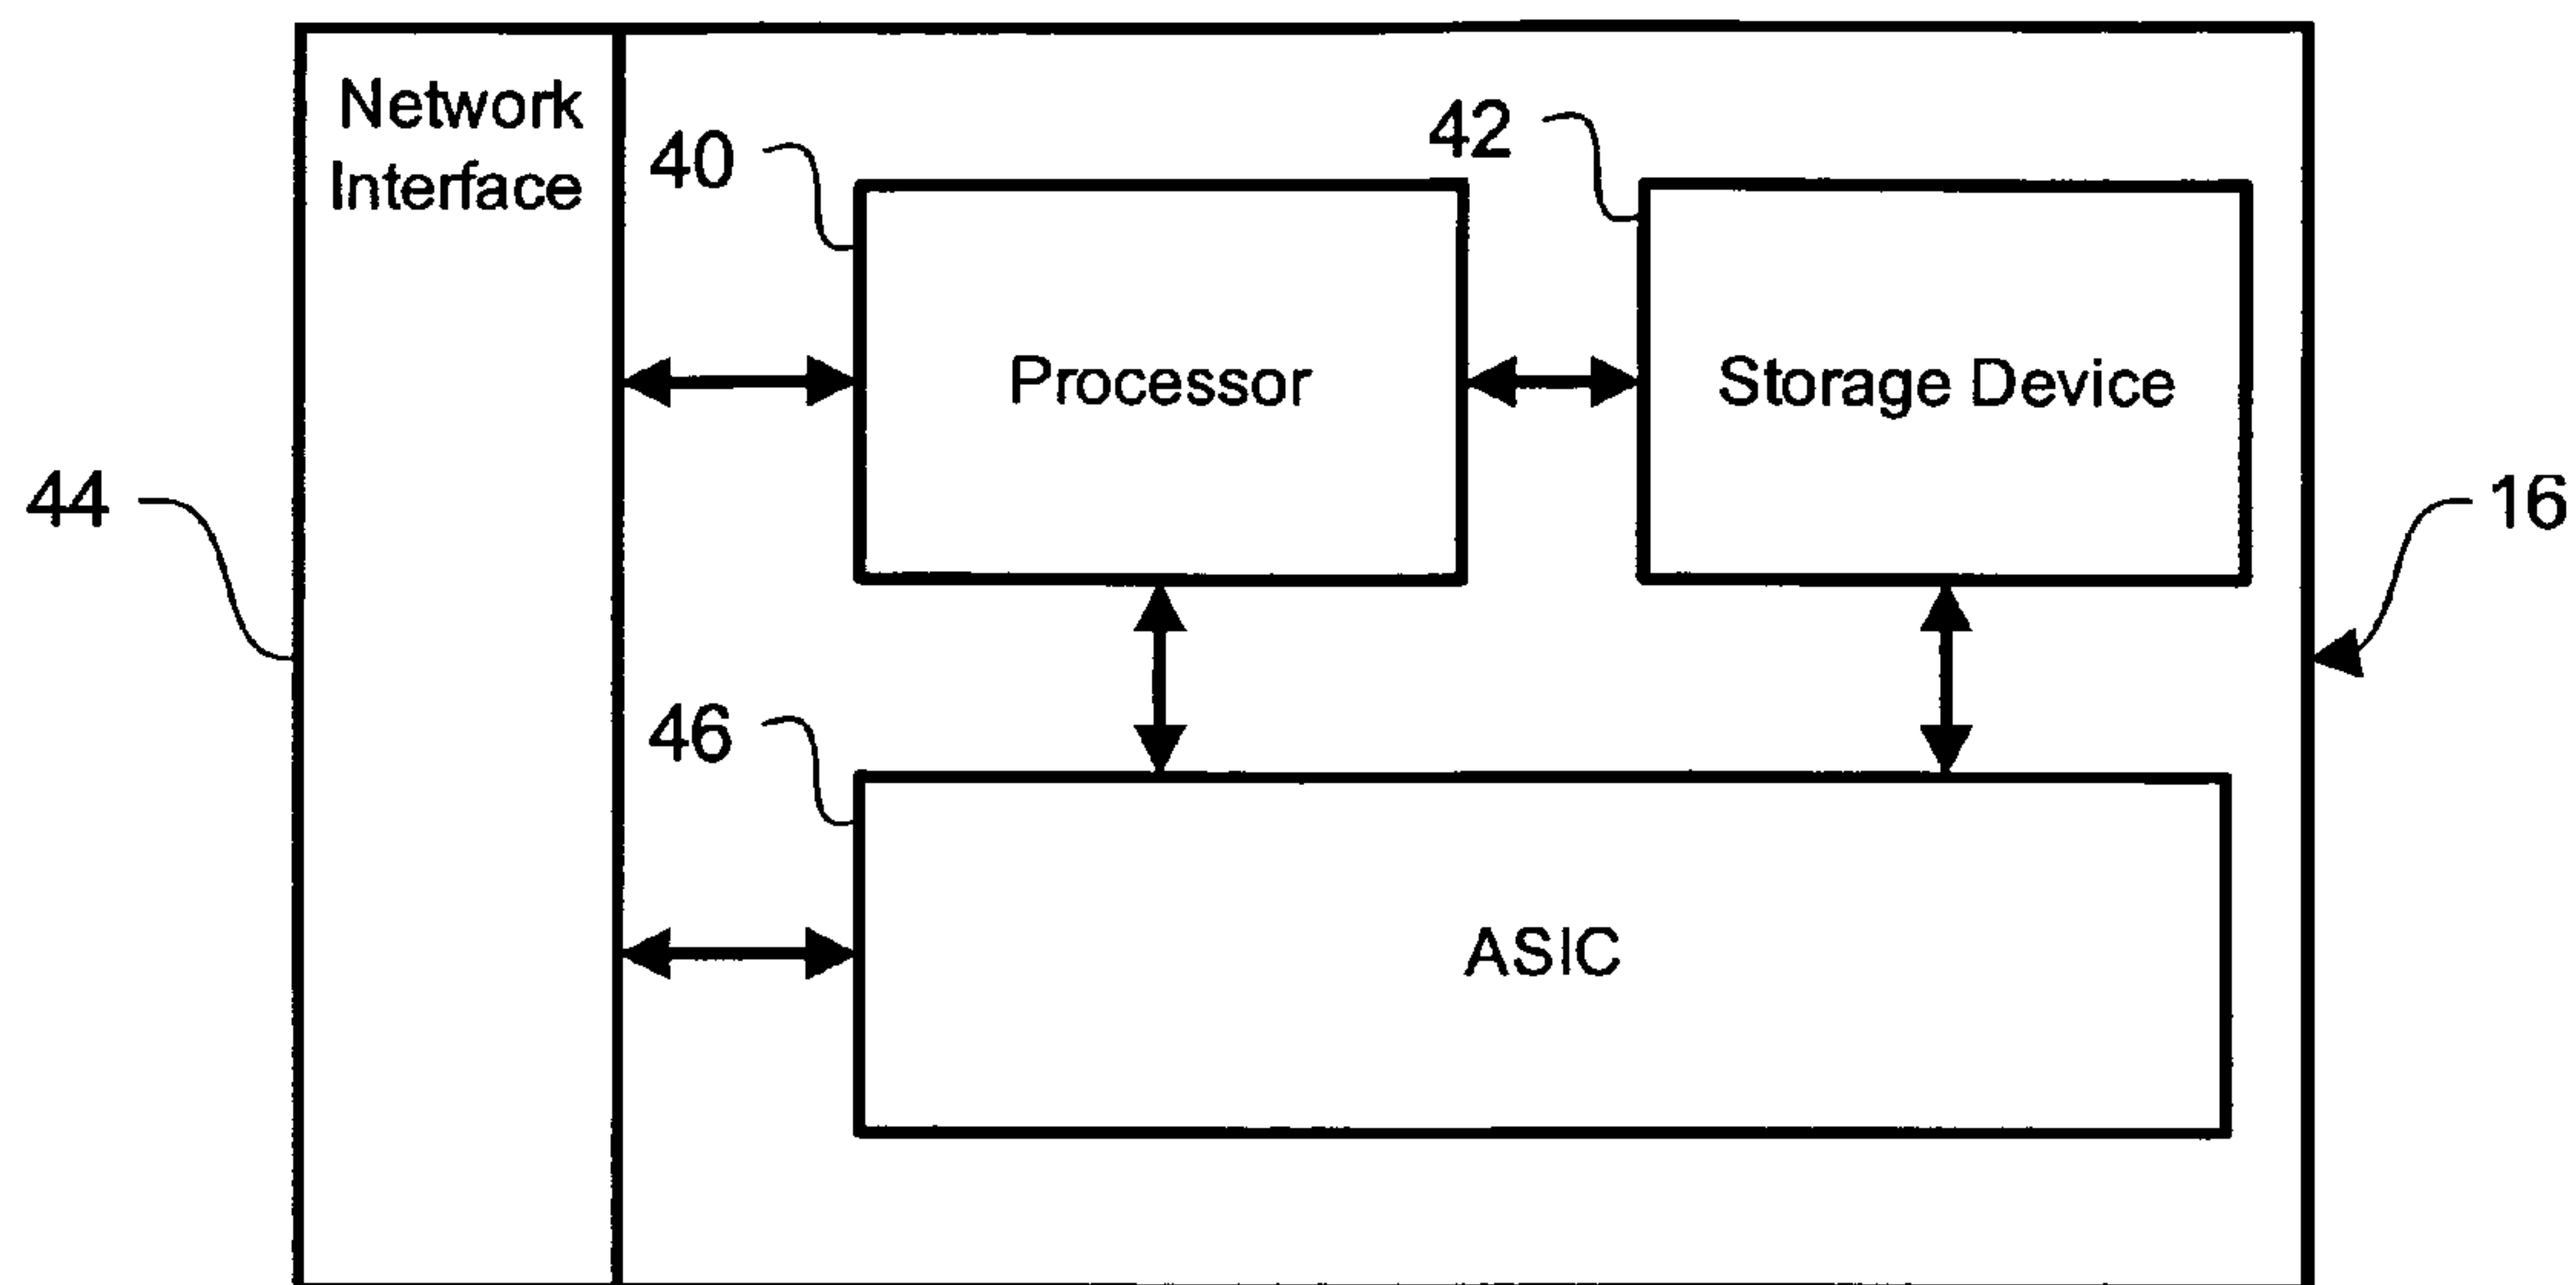 Network
Interface
40
42
Processor
Storage Device
44
16
46
ASIC